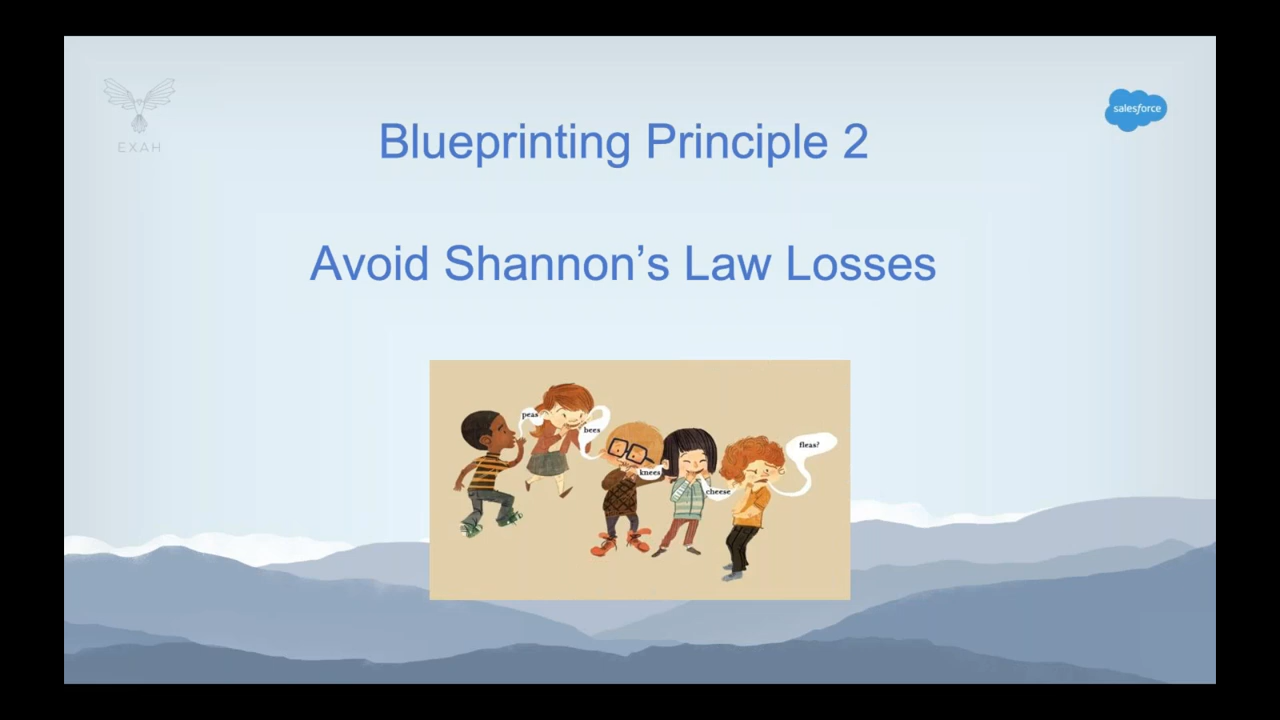 EXAH
salesforce
Blueprinting Principle 2
Avoid Shannon’s Law Losses
peas
bees
knees
cheese
fleas?